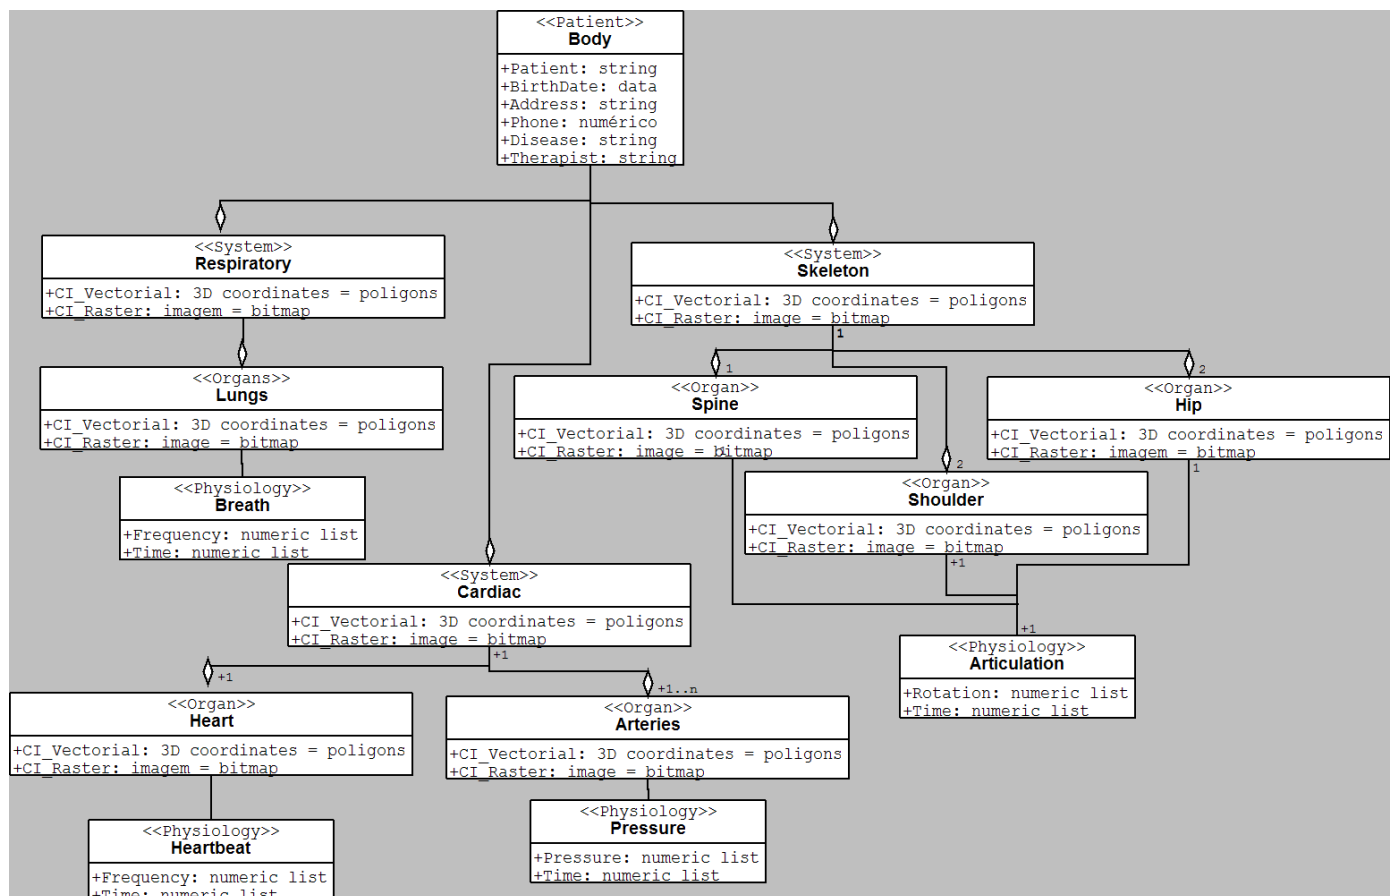 <<Patient>>
Body
+Patient: string
+BirthDate: data
+Address: string
+Phone: numérico
+Disease: string
+Therapist: string
<<System>>
Respiratory
+CI_Vectorial: 3D coordinates = poligons
+CI_Raster: imagem = bitmap
<<System>>
Skeleton
+CI_Vectorial: 3D coordinates = poligons
+CI_Raster: image = bitmap
1
<<Organs>>
Lungs
+CI_Vectorial: 3D coordinates = poligons
+CI_Raster: image = bitmap
1
<<Organ>>
Spine
+CI_Vectorial: 3D coordinates = poligons
+CI_Raster: image = bitmap
1
2
<<Organ>>
Hip
+CI_Vectorial: 3D coordinates = poligons
+CI_Raster: imagem = bitmap
1
2
<<Organ>>
Shoulder
+CI_Vectorial: 3D coordinates = poligons
+CI_Raster: image = bitmap
+1
<<Physiology>>
Breath
+Frequency: numeric list
+Time: numeric list
<<System>>
Cardiac
+CI_Vectorial: 3D coordinates = poligons
+CI_Raster: image = bitmap
+1
+1
<<Physiology>>
Articulation
+Rotation: numeric list
+Time: numeric list
+1
<<Organ>>
Heart
+CI_Vectorial: 3D coordinates = poligons
+CI_Raster: imagem = bitmap
+1..n
<<Organ>>
Arteries
+CI_Vectorial: 3D coordinates = poligons
+CI_Raster: image = bitmap
<<Physiology>>
Heartbeat
+Frequency: numeric list
+Time: numeric list
<<Physiology>>
Pressure
+Pressure: numeric list
+Time: numeric list